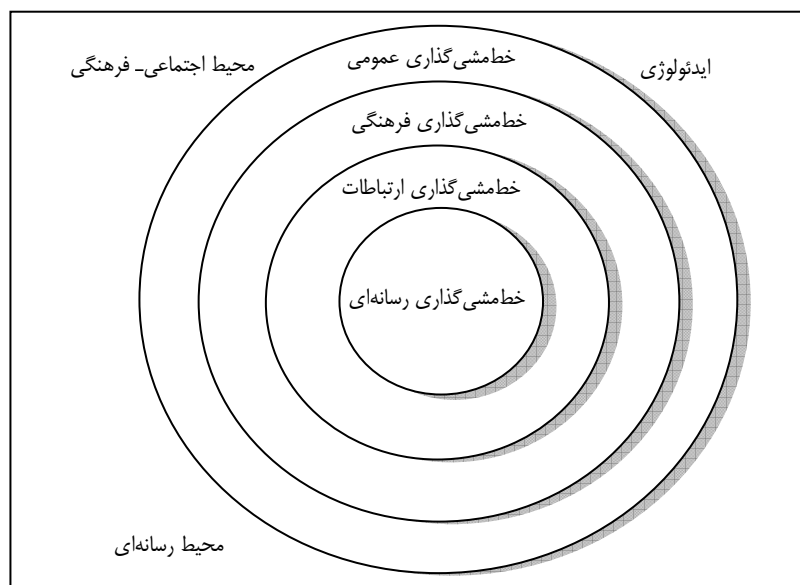 خط‌مشی‌گذاری عمومی
ایدئولوژی
محیط اجتماعی‌ـ فرهنگی
خط‌مشی‌گذاری فرهنگی
خط‌مشی‌گذاری ارتباطات
خط‌مشی‌گذاری رسانه‌ای
محیط رسانه‌ای